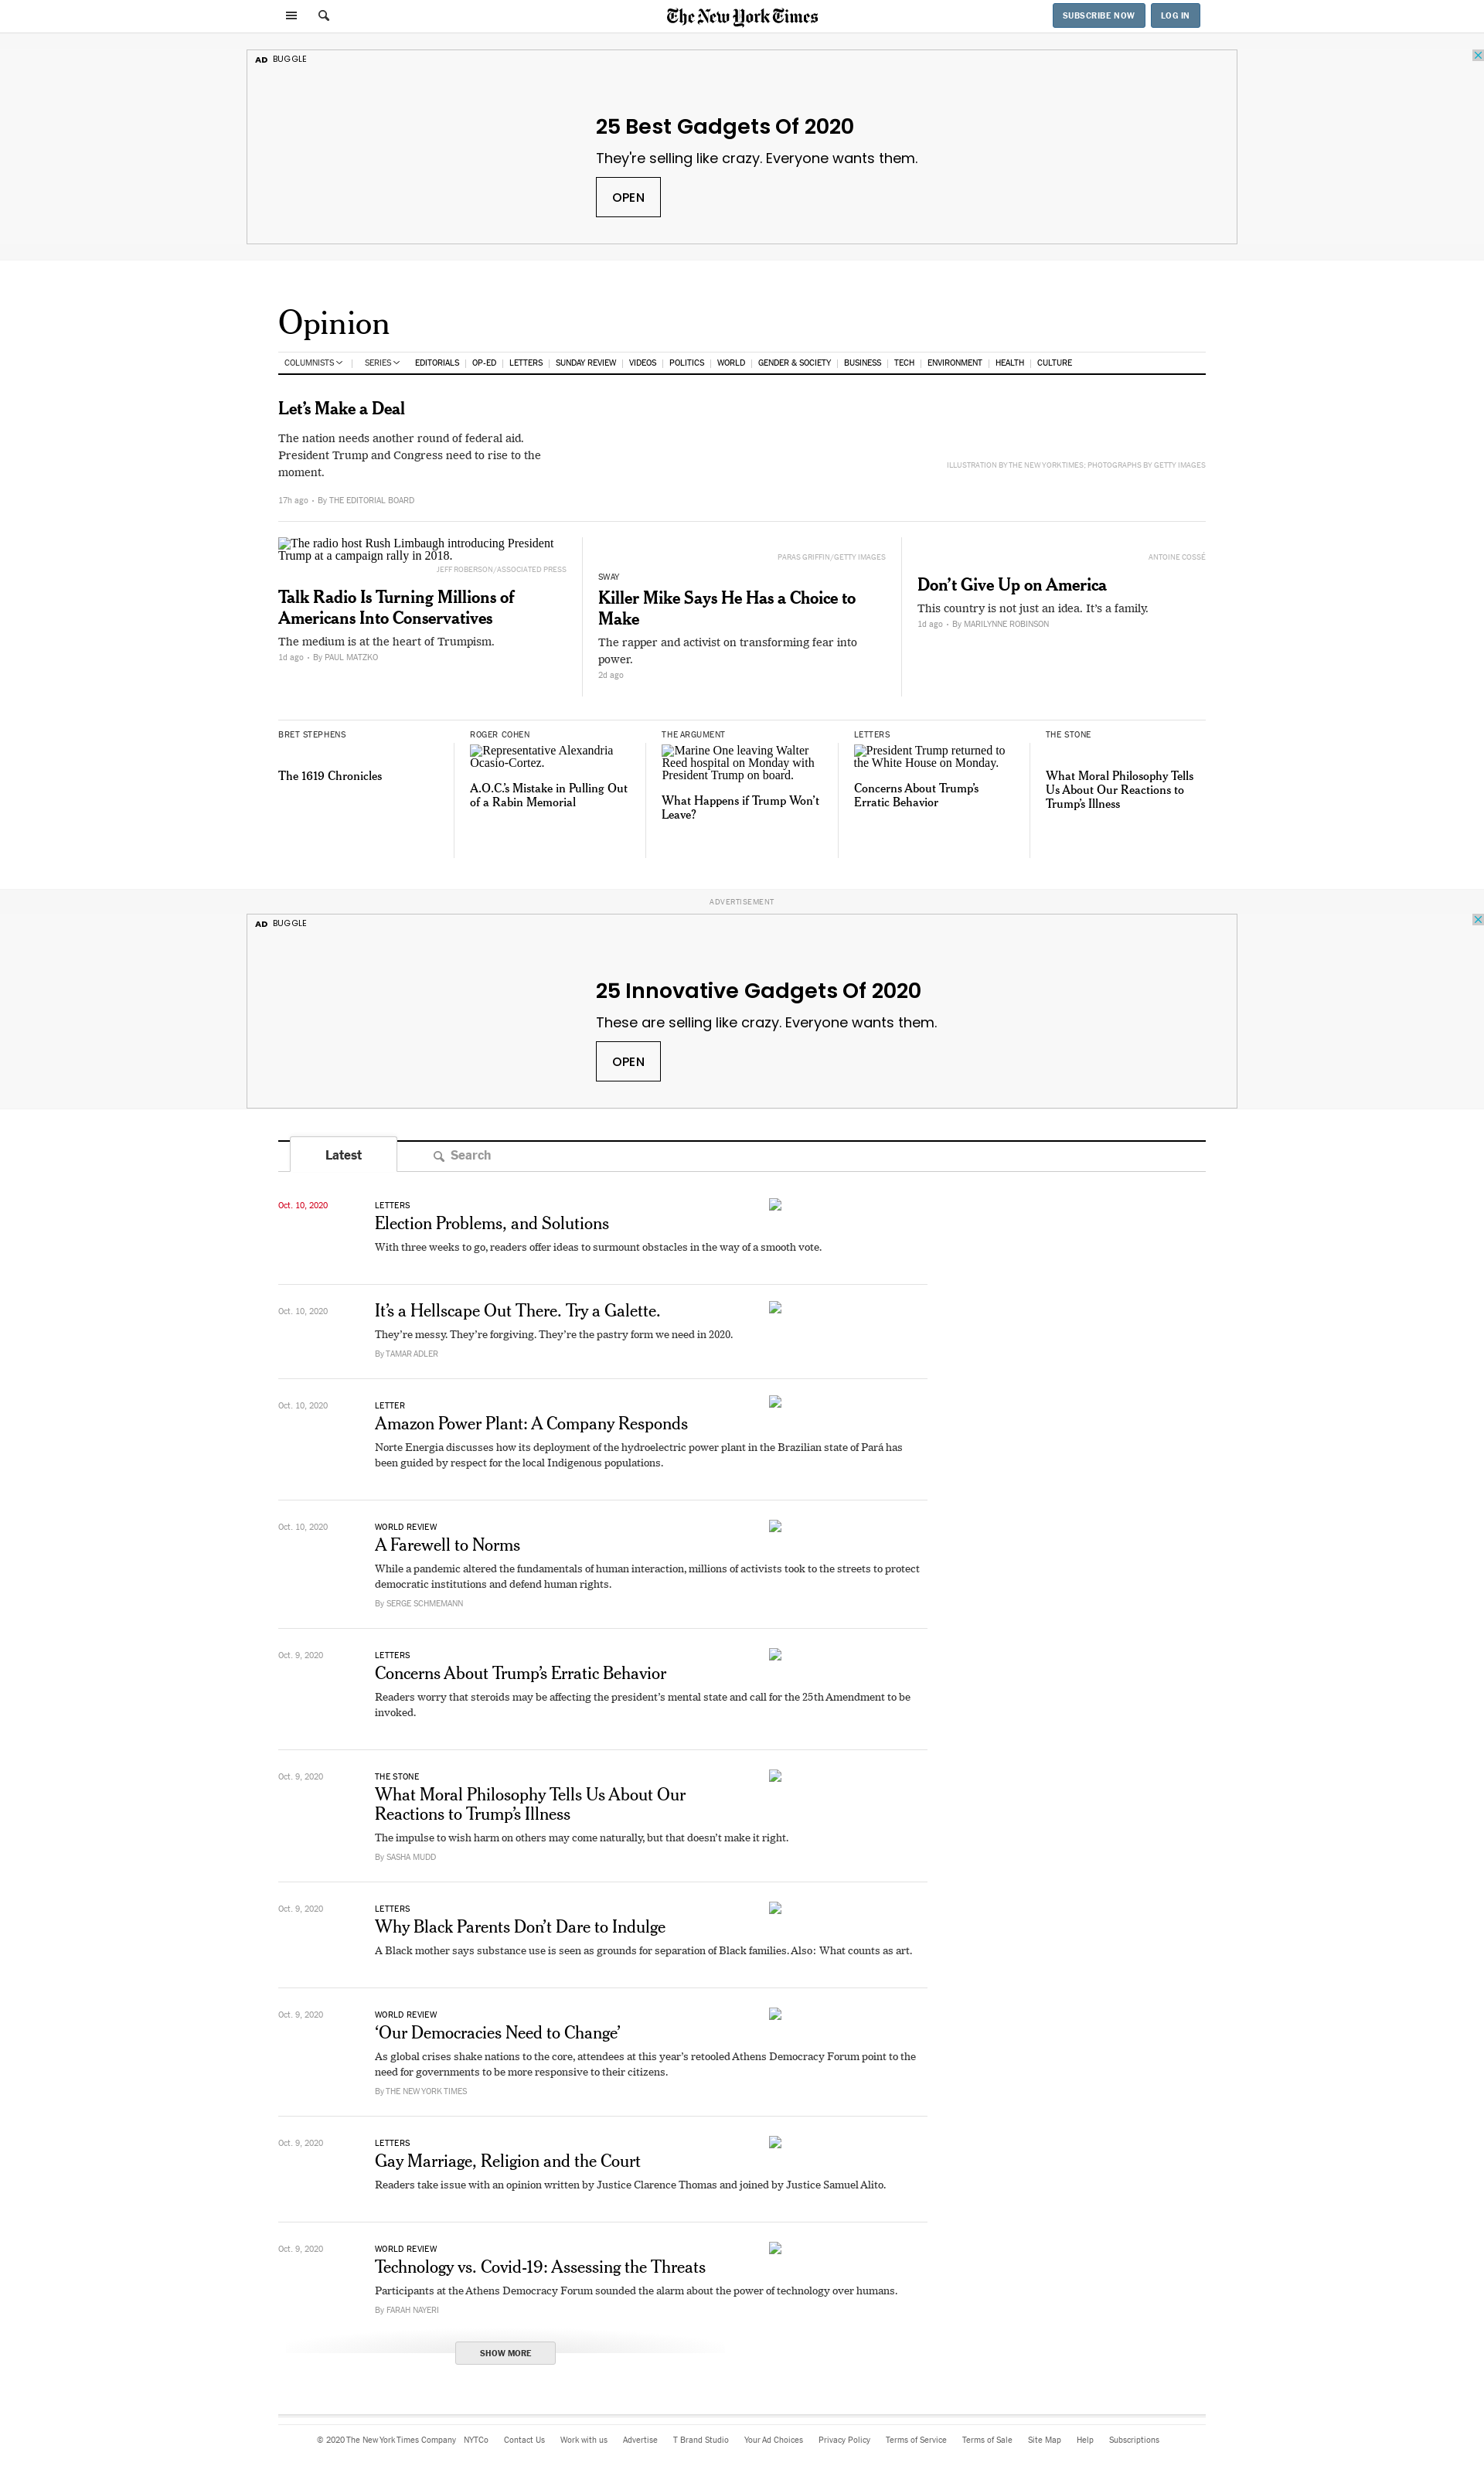 The New York Times
SUBSCRIBE NOW
LOG IN
AD BUGGLE
25 Best Gadgets Of 2020
They're selling like crazy. Everyone wants them.
OPEN
Opinion
COLUMNISTS
SERIES
EDITORIALS
OP-ED
LETTERS
SUNDAY REVIEW
VIDEOS
POLITICS
WORLD
GENDER & SOCIETY
BUSINESS
TECH
ENVIRONMENT
HEALTH
CULTURE
Let’s Make a Deal
The nation needs another round of federal aid.
President Trump and Congress need to rise to the
moment.
17h ago • By THE EDITORIAL BOARD
ILLUSTRATION BY THE NEW YORK TIMES; PHOTOGRAPHS BY GETTY IMAGES
The radio host Rush Limbaugh introducing President
Trump at a campaign rally in 2018.
JEFF ROBERSON/ASSOCIATED PRESS
Talk Radio Is Turning Millions of
Americans Into Conservatives
The medium is at the heart of Trumpism.
1d ago • By PAUL MATZKO
PARAS GRIFFIN/GETTY IMAGES
SWAY
Killer Mike Says He Has a Choice to
Make
The rapper and activist on transforming fear into
power.
2d ago
ANTOINE COSSÉ
Don’t Give Up on America
This country is not just an idea. It’s a family.
1d ago • By MARILYNNE ROBINSON
BRET STEPHENS
The 1619 Chronicles
ROGER COHEN
Representative Alexandria
Ocasio-Cortez.
A.O.C.’s Mistake in Pulling Out
of a Rabin Memorial
THE ARGUMENT
Marine One leaving Walter
Reed hospital on Monday with
President Trump on board.
What Happens if Trump Won’t
Leave?
LETTERS
President Trump returned to
the White House on Monday.
Concerns About Trump’s
Erratic Behavior
THE STONE
What Moral Philosophy Tells
Us About Our Reactions to
Trump’s Illness
ADVERTISEMENT
AD BUGGLE
25 Innovative Gadgets Of 2020
These are selling like crazy. Everyone wants them.
OPEN
Latest
Search
Oct. 10, 2020
LETTERS
Election Problems, and Solutions
With three weeks to go, readers offer ideas to surmount obstacles in the way of a smooth vote.
Oct. 10, 2020
It’s a Hellscape Out There. Try a Galette.
They’re messy. They’re forgiving. They’re the pastry form we need in 2020.
By TAMAR ADLER
Oct. 10, 2020
LETTER
Amazon Power Plant: A Company Responds
Norte Energia discusses how its deployment of the hydroelectric power plant in the Brazilian state of Pará has
been guided by respect for the local Indigenous populations.
Oct. 10, 2020
WORLD REVIEW
A Farewell to Norms
While a pandemic altered the fundamentals of human interaction, millions of activists took to the streets to protect
democratic institutions and defend human rights.
By SERGE SCHMEMANN
Oct. 9, 2020
LETTERS
Concerns About Trump’s Erratic Behavior
Readers worry that steroids may be affecting the president’s mental state and call for the 25th Amendment to be
invoked.
Oct. 9, 2020
THE STONE
What Moral Philosophy Tells Us About Our
Reactions to Trump’s Illness
The impulse to wish harm on others may come naturally, but that doesn’t make it right.
By SASHA MUDD
Oct. 9, 2020
LETTERS
Why Black Parents Don’t Dare to Indulge
A Black mother says substance use is seen as grounds for separation of Black families. Also: What counts as art.
Oct. 9, 2020
WORLD REVIEW
‘Our Democracies Need to Change’
As global crises shake nations to the core, attendees at this year’s retooled Athens Democracy Forum point to the
need for governments to be more responsive to their citizens.
By THE NEW YORK TIMES
Oct. 9, 2020
LETTERS
Gay Marriage, Religion and the Court
Readers take issue with an opinion written by Justice Clarence Thomas and joined by Justice Samuel Alito.
Oct. 9, 2020
WORLD REVIEW
Technology vs. Covid-19: Assessing the Threats
Participants at the Athens Democracy Forum sounded the alarm about the power of technology over humans.
By FARAH NAYERI
SHOW MORE
© 2020 The New York Times Company NYTCo Contact Us Work with us Advertise T Brand Studio Your Ad Choices Privacy Policy Terms of Service Terms of Sale Site Map Help Subscriptions